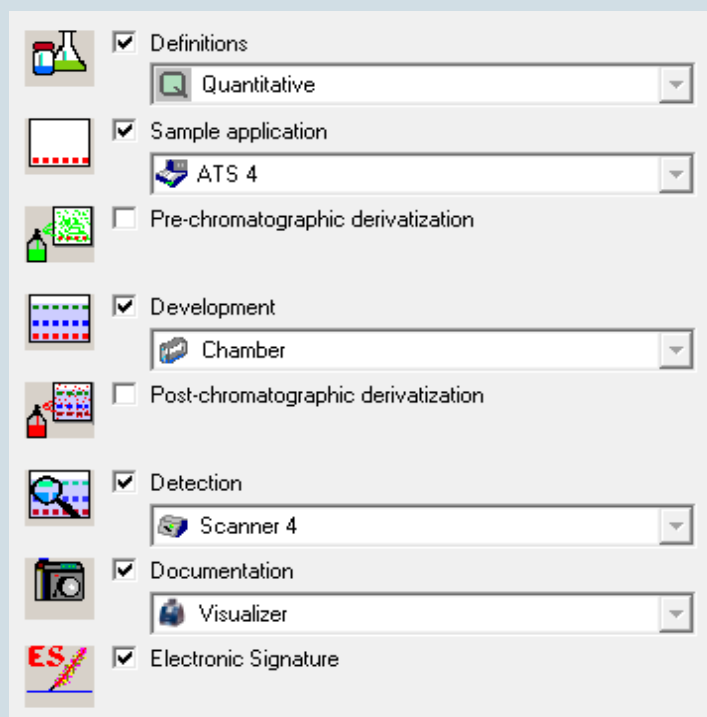 Definitions
Quantitative
Sample application
ATS 4
Pre-chromatographic derivatization
Development
Chamber
Post-chromatographic derivatization
Detection
Scanner 4
Documentation
Visualizer
ES
Electronic Signature